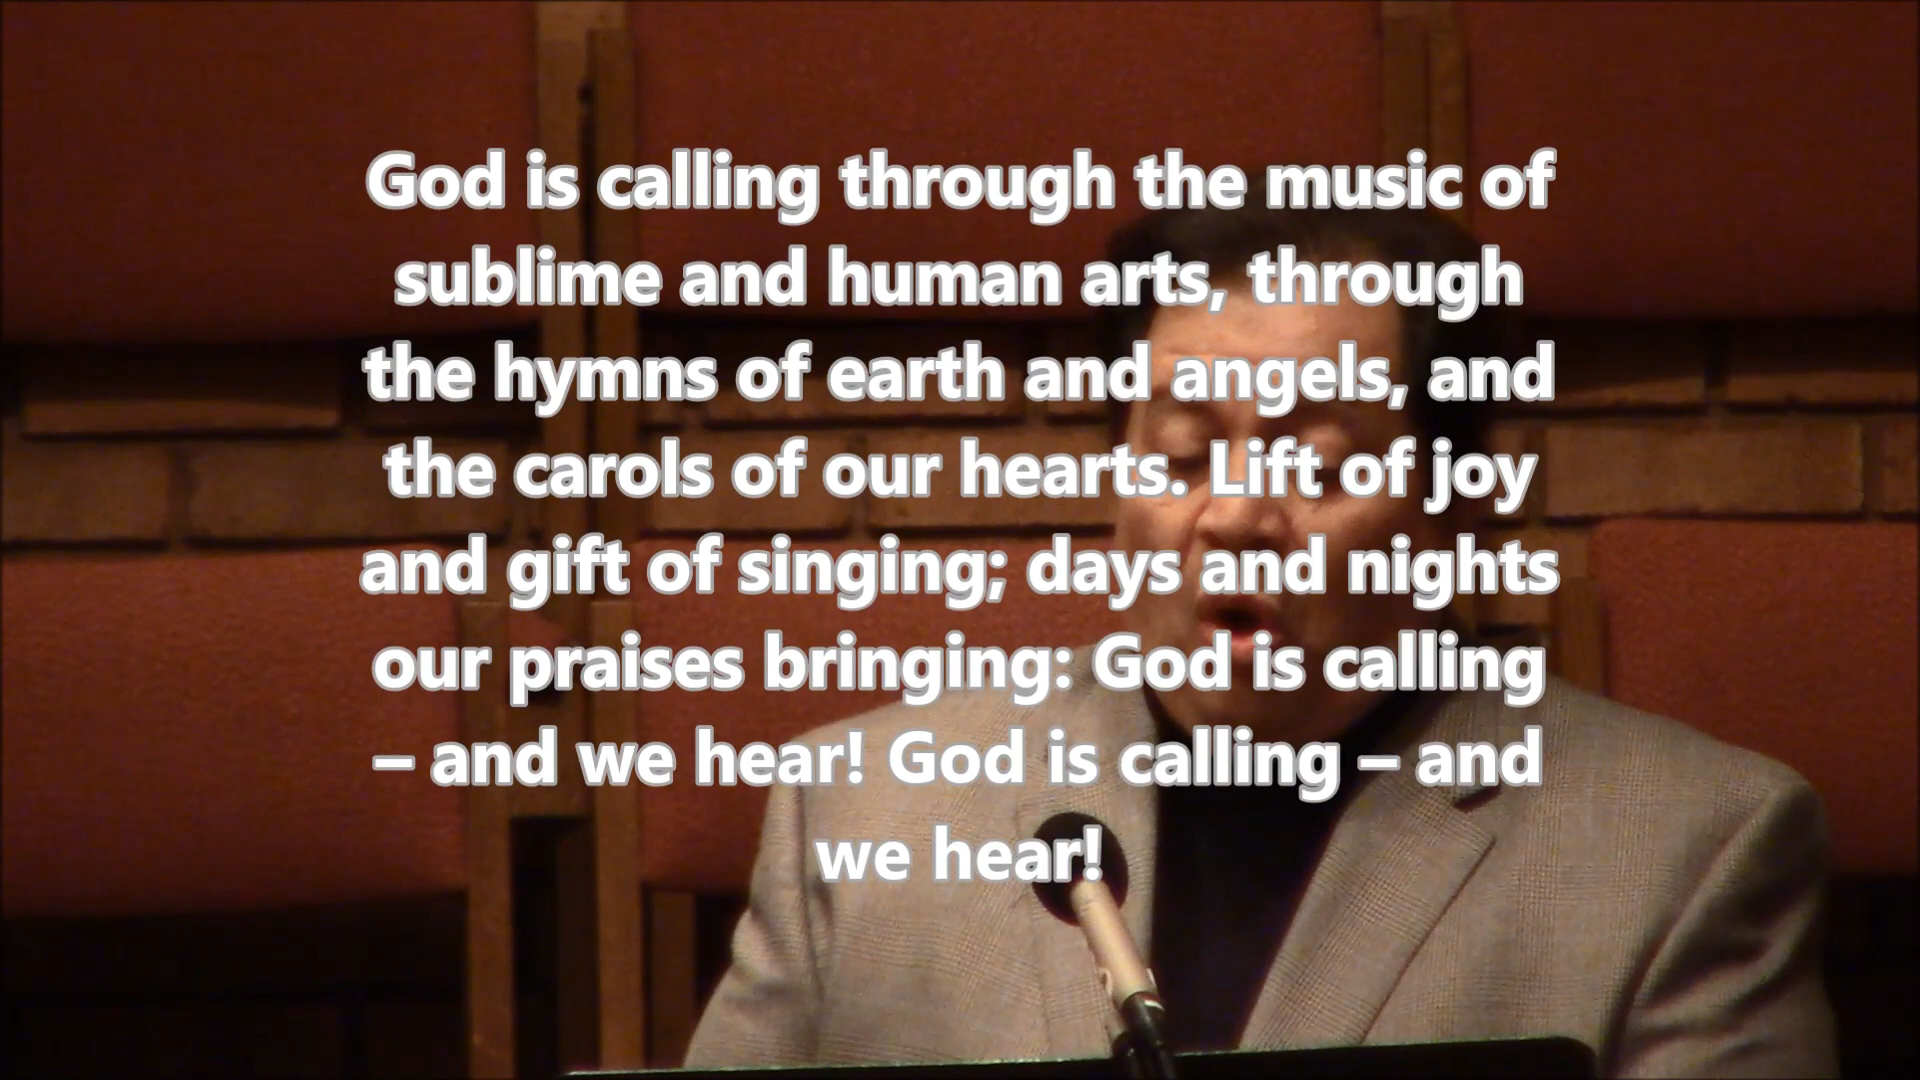 God is calling through the music of
sublime and human arts, through
the hymns of earth and angels, and
the carols of our hearts. Lift of joy
and gift of singing; days and nights
our praises bringing: God is calling
– and we hear! God is calling – and
we hear!